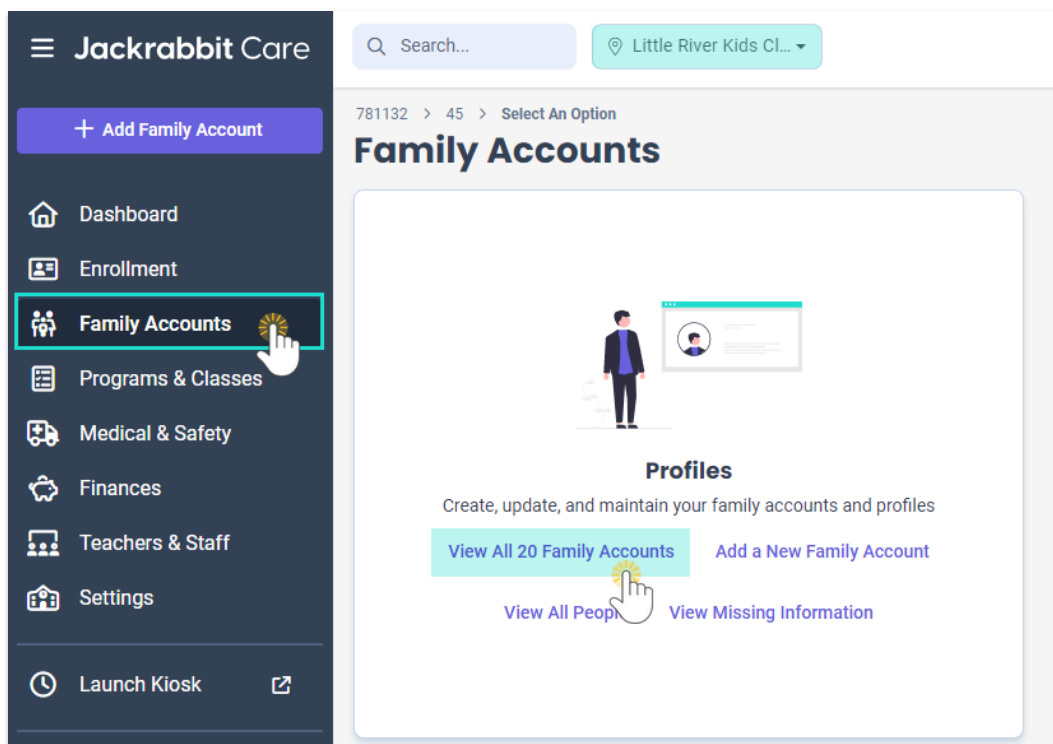 Jackrabbit Care
Search...
Little River Kids Cl...
+ Add Family Account
Dashboard
Enrollment
Family Accounts
Programs & Classes
Medical & Safety
Finances
Teachers & Staff
Settings
Launch Kiosk
781132 > 45 > Select An Option
Family Accounts
Profiles
Create, update, and maintain your family accounts and profiles
View All 20 Family Accounts Add a New Family Account
View All View Missing Information